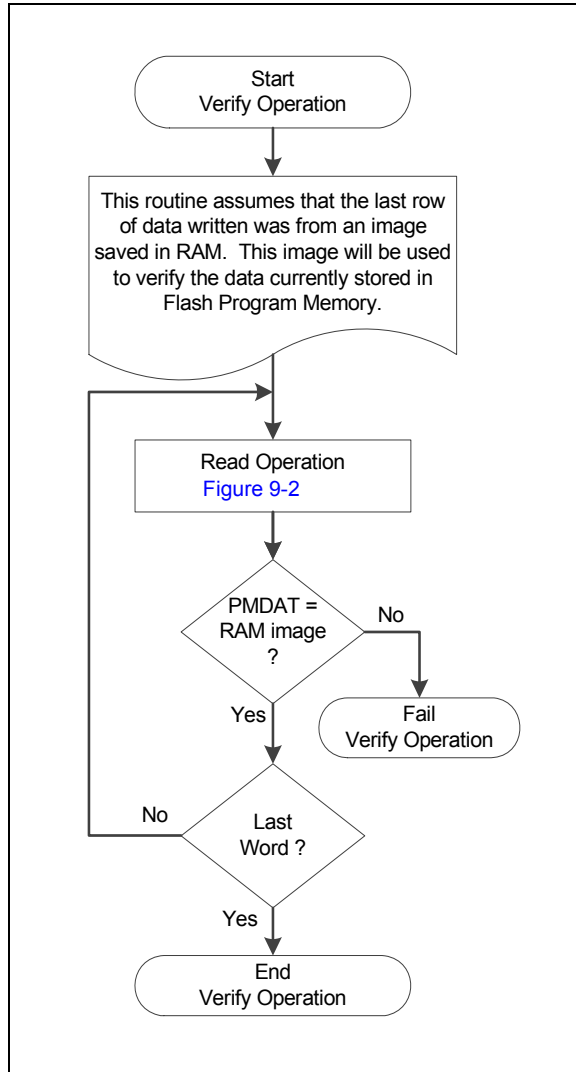 Start
Verify Operation
This routine assumes that the last row
of data written was from an image
saved in RAM. This image will be used
to verify the data currently stored in
Flash Program Memory.
Read Operation
Figure 9-2
PMDAT =
RAM image
?
No
Yes
Fail
Verify Operation
No
Last
Word ?
Yes
End
Verify Operation